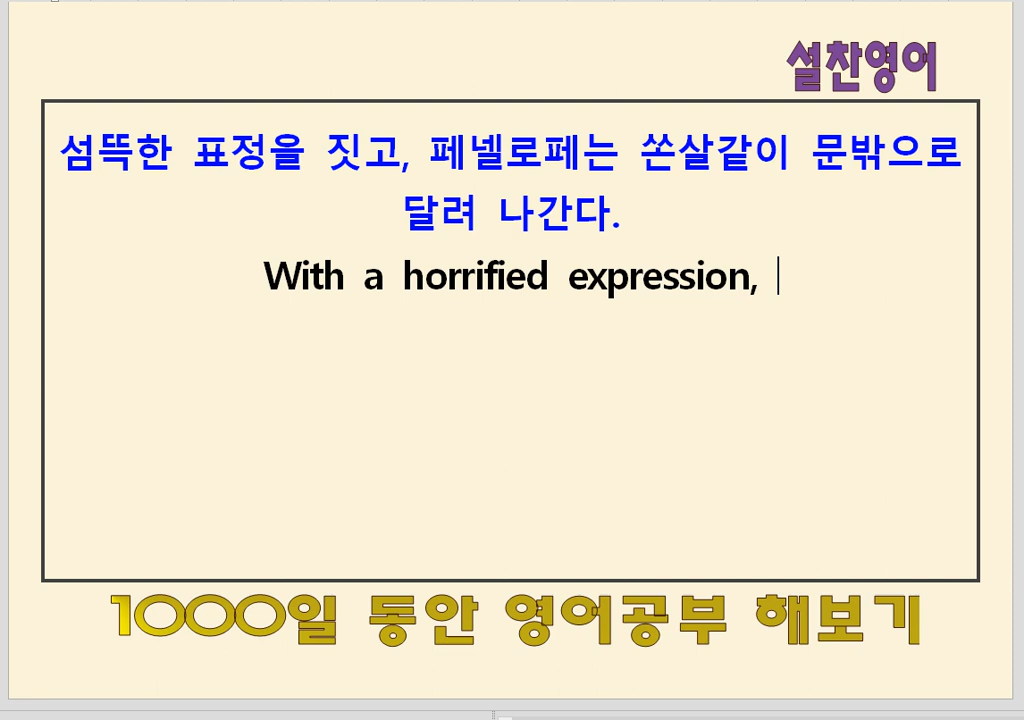 설찬영어
섬뜩한 표정을 짓고, 페넬로페는 쏜살같이 문밖으로
달려 나간다.
With a horrified expression,
1000일 동안 영어공부 해보기